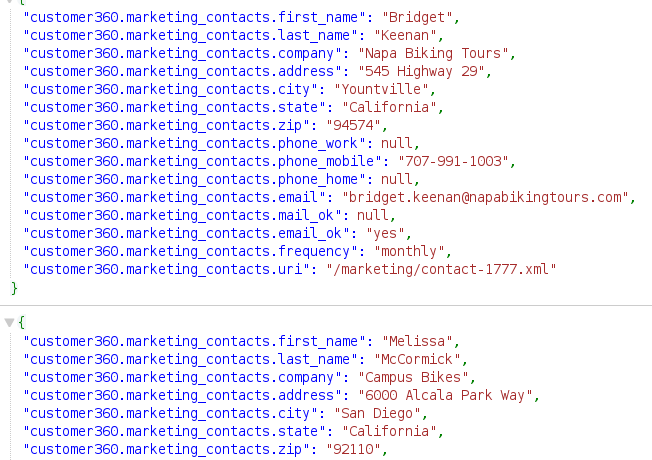 {
"customer360.marketing_contacts.first_name": "Bridget",
"customer360.marketing_contacts.last_name": "Keenan",
"customer360.marketing_contacts.company": "Napa Biking Tours",
"customer360.marketing_contacts.address": "545 Highway 29",
"customer360.marketing_contacts.city": "Yountville",
"customer360.marketing_contacts.state": "California",
"customer360.marketing_contacts.zip": "94574",
"customer360.marketing_contacts.phone_work": null,
"customer360.marketing_contacts.phone_mobile": "707-991-1003",
"customer360.marketing_contacts.phone_home": null,
"customer360.marketing_contacts.email": "bridget.keenan@napabikingtours.com",
"customer360.marketing_contacts.mail_ok": null,
"customer360.marketing_contacts.email_ok": "yes",
"customer360.marketing_contacts.frequency": "monthly",
"customer360.marketing_contacts.uri": "/marketing/contact-1777.xml"
}
{
"customer360.marketing_contacts.first_name": "Melissa",
"customer360.marketing_contacts.last_name": "McCormick",
"customer360.marketing_contacts.company": "Campus Bikes",
"customer360.marketing_contacts.address": "6000 Alcala Park Way",
"customer360.marketing_contacts.city": "San Diego",
"customer360.marketing_contacts.state": "California",
"customer360.marketing_contacts.zip": "92110",